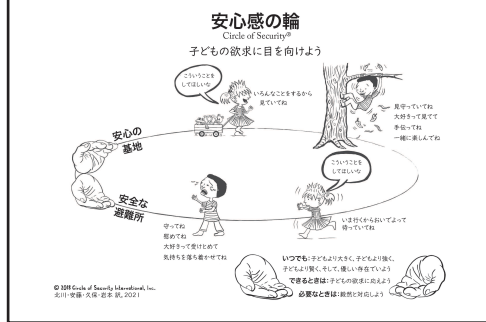 安心感の輪
Circle of Security®
子どもの欲求に目を向けよう
こういうことを
してほしいな
いろんなことをするから
見ていてね
見守っていてね
大好きって見てて
手伝ってね
一緒に楽しんでね
安心の
基地
こういうことを
してほしいな
安全な
避難所
いま行くからおいでよって
待っていてね
守ってね
慰めてね
大好きって受けとめて
気持ちを落ち着かせてね
いつでも：子どもより大きく、子どもより強く、
子どもより賢く、そして、優しい存在でいよう
できるときは：子どもの欲求に応えよう
必要なときは：毅然と対応しよう
© 2018 Circle of Security International, Inc.
北川・安藤・久保・岩本 訳, 2021